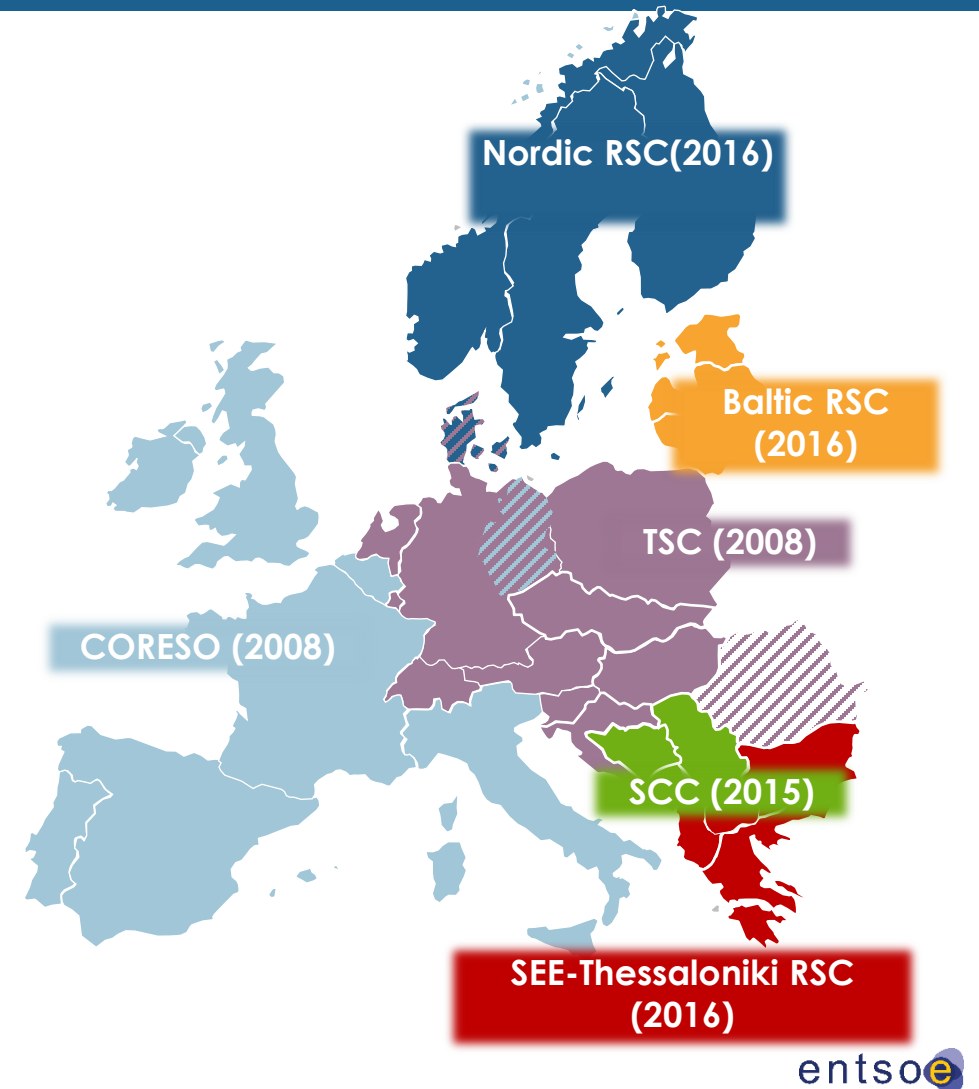 Nordic RSC(2016)
Baltic RSC
(2016)
TSC (2008)
CORESO (2008)
SCC (2015)
SEE-Thessaloniki RSC
(2016)
entsoe